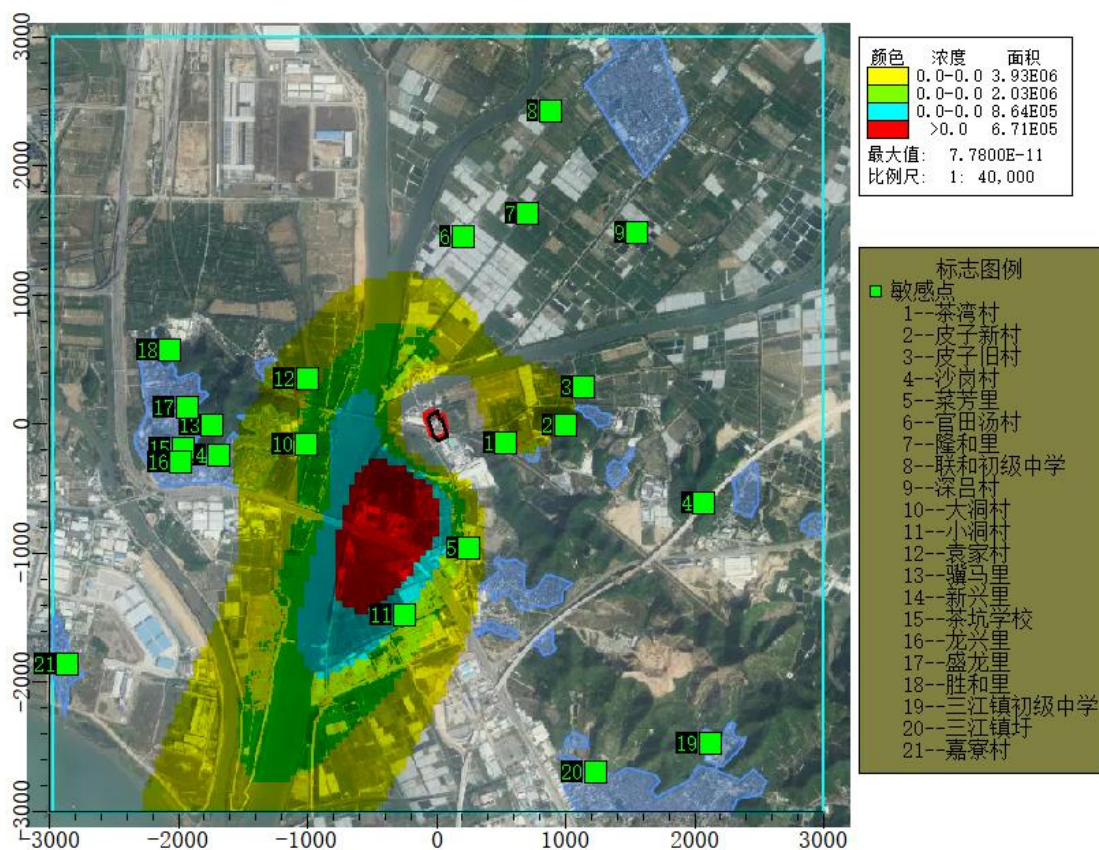 颜色 浓度 面积
0.0-0.0 3.93E06
0.0-0.0 2.03E06
0.0-0.0 8.64E05
>0.0 6.71E05
最大值: 7.7800E-11
比例尺: 1: 40,000
标志图例
敏感点
1--茶湾村
2--皮子新村
3--皮子旧村
4--沙岗村
5--菜芳里
6--官田汤村
7--隆和里
8--联和初级中学
9--深吕村
10--大洞村
11--小洞村
12--袁家村
13--骥马里
14--新兴里
15--茶坑学校
16--龙兴里
17--盛龙里
18--胜和里
19--三江镇初级中学
20--三江镇圩
21--嘉寮村
3000
2000
1000
0
-1000
-2000
-3000
-3000 -2000 -1000 0 1000 2000 3000
8
7
6
9
18
12
3
17
13
2
10
1
15
14
16
4
5
11
21
19
20